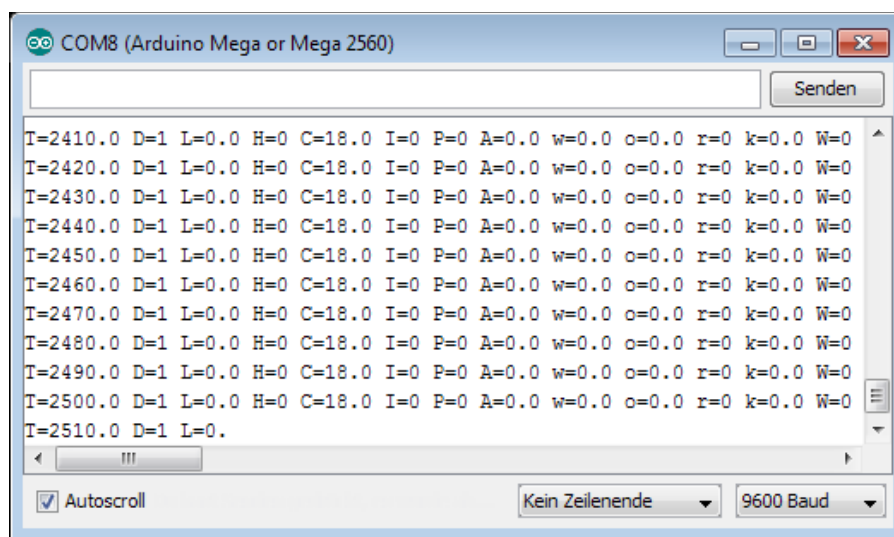 COM8 (Arduino Mega or Mega 2560)
Senden
T=2410.0 D=1 L=0.0 H=0 C=18.0 I=0 P=0 A=0.0 w=0.0 o=0.0 r=0 k=0.0 W=0
T=2420.0 D=1 L=0.0 H=0 C=18.0 I=0 P=0 A=0.0 w=0.0 o=0.0 r=0 k=0.0 W=0
T=2430.0 D=1 L=0.0 H=0 C=18.0 I=0 P=0 A=0.0 w=0.0 o=0.0 r=0 k=0.0 W=0
T=2440.0 D=1 L=0.0 H=0 C=18.0 I=0 P=0 A=0.0 w=0.0 o=0.0 r=0 k=0.0 W=0
T=2450.0 D=1 L=0.0 H=0 C=18.0 I=0 P=0 A=0.0 w=0.0 o=0.0 r=0 k=0.0 W=0
T=2460.0 D=1 L=0.0 H=0 C=18.0 I=0 P=0 A=0.0 w=0.0 o=0.0 r=0 k=0.0 W=0
T=2470.0 D=1 L=0.0 H=0 C=18.0 I=0 P=0 A=0.0 w=0.0 o=0.0 r=0 k=0.0 W=0
T=2480.0 D=1 L=0.0 H=0 C=18.0 I=0 P=0 A=0.0 w=0.0 o=0.0 r=0 k=0.0 W=0
T=2490.0 D=1 L=0.0 H=0 C=18.0 I=0 P=0 A=0.0 w=0.0 o=0.0 r=0 k=0.0 W=0
T=2500.0 D=1 L=0.0 H=0 C=18.0 I=0 P=0 A=0.0 w=0.0 o=0.0 r=0 k=0.0 W=0
T=2510.0 D=1 L=0.
Autoscroll Kein Zeilenende 9600 Baud